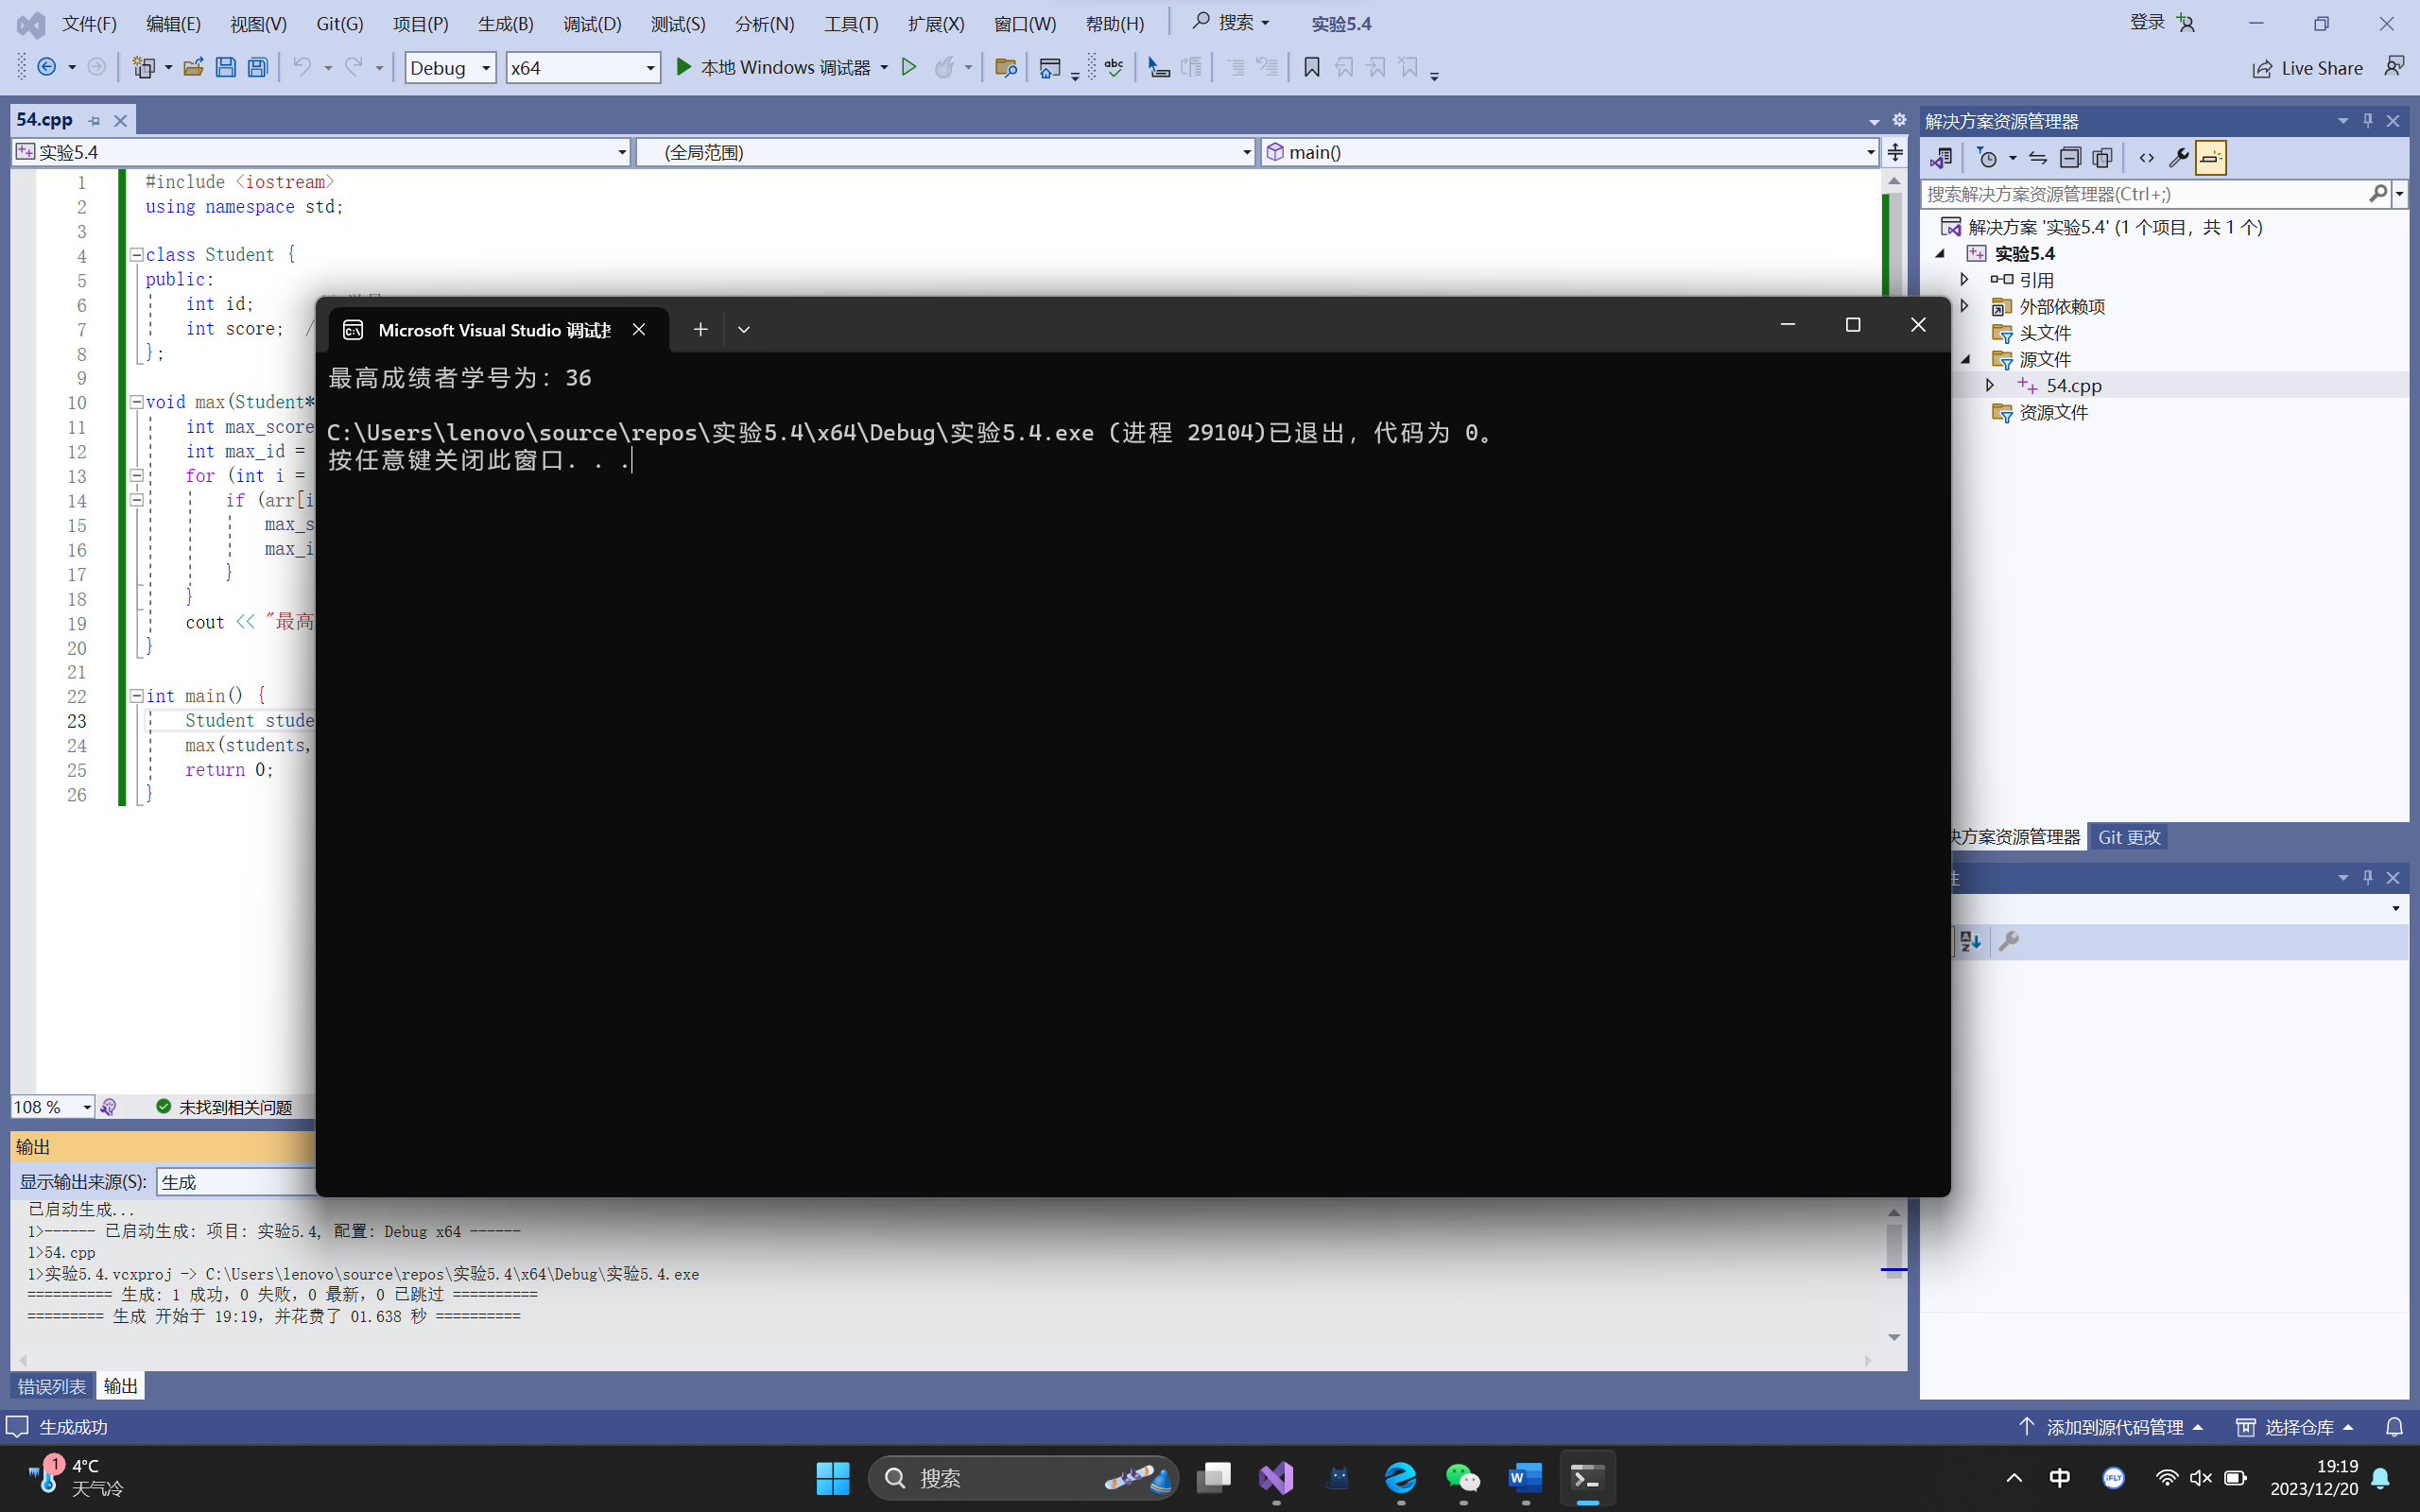 文件(F) 编辑(E) 视图(V) Git(G) 项目(P) 生成(B) 调试(D) 测试(S) 分析(N) 工具(T) 扩展(X) 窗口(W) 帮助(H) 搜索 实验5.4 登录
Debug x64 本地 Windows 调试器 abc Live Share
54.cpp
实验5.4 (全局范围) main()
1 #include <iostream>
2 using namespace std;
3
4 class Student {
5 public:
6 int id;
7 int score; /
8 };
9
10 void max(Student*
11 int max_score
12 int max_id =
13 for (int i =
14 if (arr[i
15 max_s
16 max_i
17 }
18 }
19 cout << "最高
20 }
21
22 int main() {
23 Student stude
24 max(students,
25 return 0;
26 }
Microsoft Visual Studio 调试控
最高成绩者学号为: 36
C:\Users\lenovo\source\repos\实验5.4\x64\Debug\实验5.4.exe (进程 29104)已退出，代码为 0。
按任意键关闭此窗口. . .
解决方案资源管理器
搜索解决方案资源管理器(Ctrl+;)
解决方案 '实验5.4' (1 个项目，共 1 个)
实验5.4
引用
外部依赖项
头文件
源文件
54.cpp
资源文件
决方案资源管理器 Git 更改
性
108 % 未找到相关问题
输出
显示输出来源(S): 生成
已启动生成...
1>------ 已启动生成: 项目: 实验5.4, 配置: Debug x64 ------
1>54.cpp
1>实验5.4.vcxproj -> C:\Users\lenovo\source\repos\实验5.4\x64\Debug\实验5.4.exe
========== 生成: 1 成功，0 失败，0 最新，0 已跳过 ==========
========= 生成 开始于 19:19，并花费了 01.638 秒 ==========
错误列表 输出
生成成功 添加到源代码管理 选择仓库
1 4°C
天气冷
搜索
中
iFLY
19:19
2023/12/20